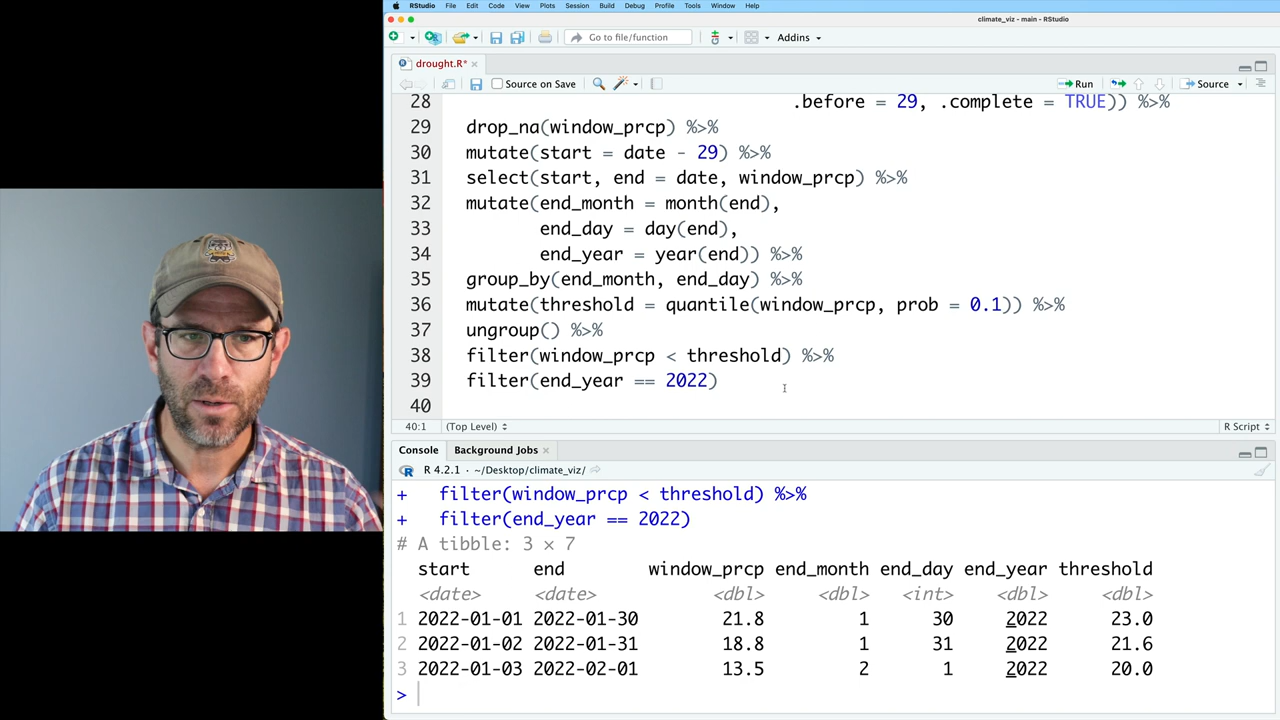 RStudio File Edit Code View Plots Session Build Debug Profile Tools Window Help
climate_viz - main - RStudio
Go to file/function Addins
drought.R*
Source on Save Run Source
28 .before = 29, .complete = TRUE)) %>%
29 drop_na(window_prcp) %>%
30 mutate(start = date - 29) %>%
31 select(start, end = date, window_prcp) %>%
32 mutate(end_month = month(end),
33 end_day = day(end),
34 end_year = year(end)) %>%
35 group_by(end_month, end_day) %>%
36 mutate(threshold = quantile(window_prcp, prob = 0.1)) %>%
37 ungroup() %>%
38 filter(window_prcp < threshold) %>%
39 filter(end_year == 2022)
40
40:1 (Top Level) R Script
Console Background Jobs
R 4.2.1 · ~/Desktop/climate_viz/
+ filter(window_prcp < threshold) %>%
+ filter(end_year == 2022)
# A tibble: 3 × 7
start end window_prcp end_month end_day end_year threshold
<date> <date> <dbl> <dbl> <int> <dbl> <dbl>
1 2022-01-01 2022-01-30 21.8 1 30 2022 23.0
2 2022-01-02 2022-01-31 18.8 1 31 2022 21.6
3 2022-01-03 2022-02-01 13.5 2 1 2022 20.0
>